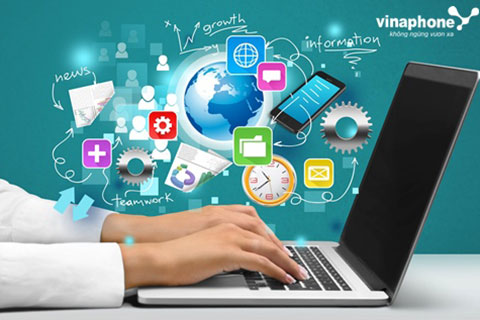 vinaphone
không ngừng vươn xa
growth
information
news
teamwork